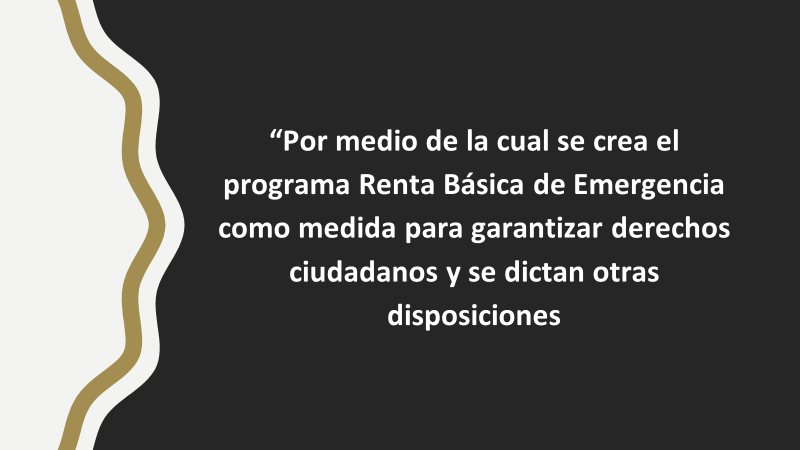 “Por medio de la cual se crea el
programa Renta Básica de Emergencia
como medida para garantizar derechos
ciudadanos y se dictan otras
disposiciones